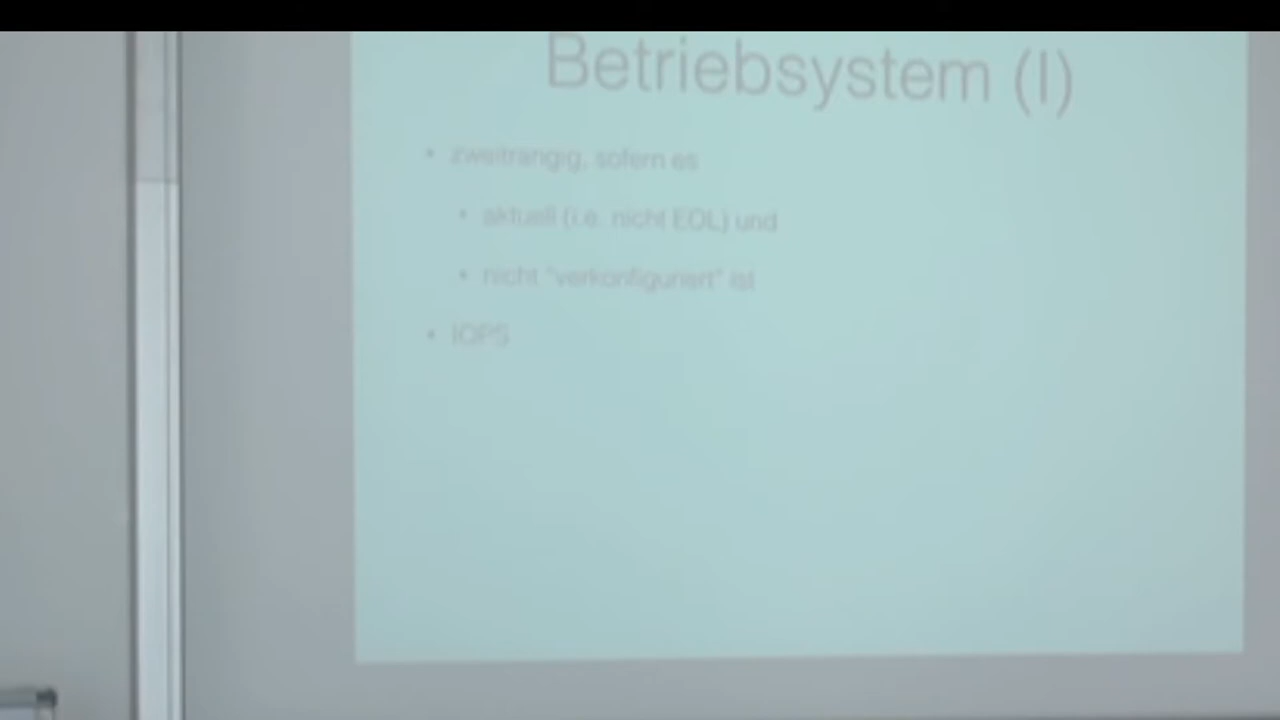 Betriebsystem (I)
• zweitrangig, sofern es
• aktuell (i.e. nicht EOL) und
• nicht "verkonfiguriert" ist
• IOPS